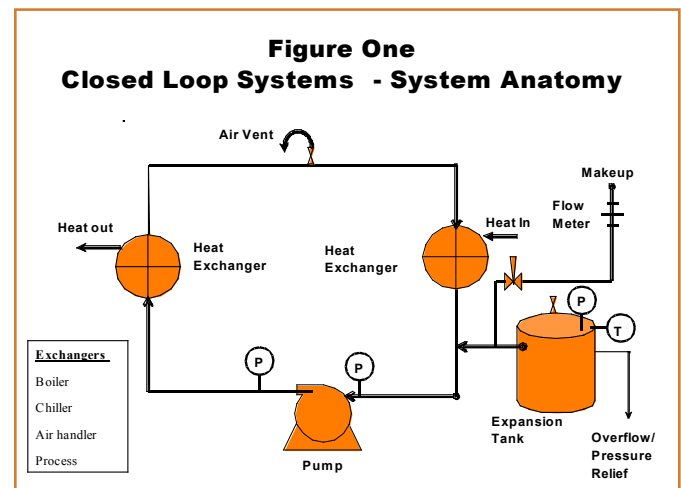 Figure One
Closed Loop Systems - System Anatomy
Air Vent
Makeup
Flow
Meter
Heat out
Heat In
Heat
Exchanger
Heat
Exchanger
P
T
Exchangers
Boiler
Chiller
Air handler
Process
P
P
Pump
Expansion
Tank
Overflow/
Pressure
Relief